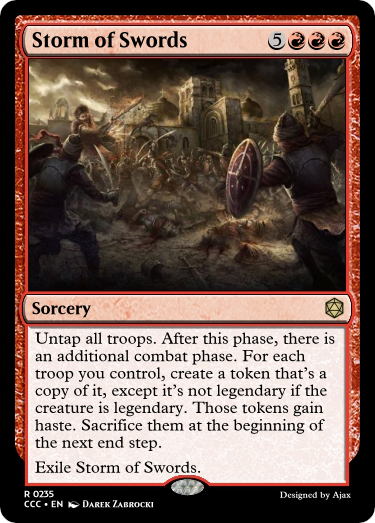 Storm of Swords 5
Sorcery
Untap all troops. After this phase, there is
an additional combat phase. For each
troop you control, create a token that's a
copy of it, except it's not legendary if the
creature is legendary. Those tokens gain
haste. Sacrifice them at the beginning of
the next end step.
Exile Storm of Swords.
R 0235
CCC • EN DAREK ZABROCKI
Designed by Ajax